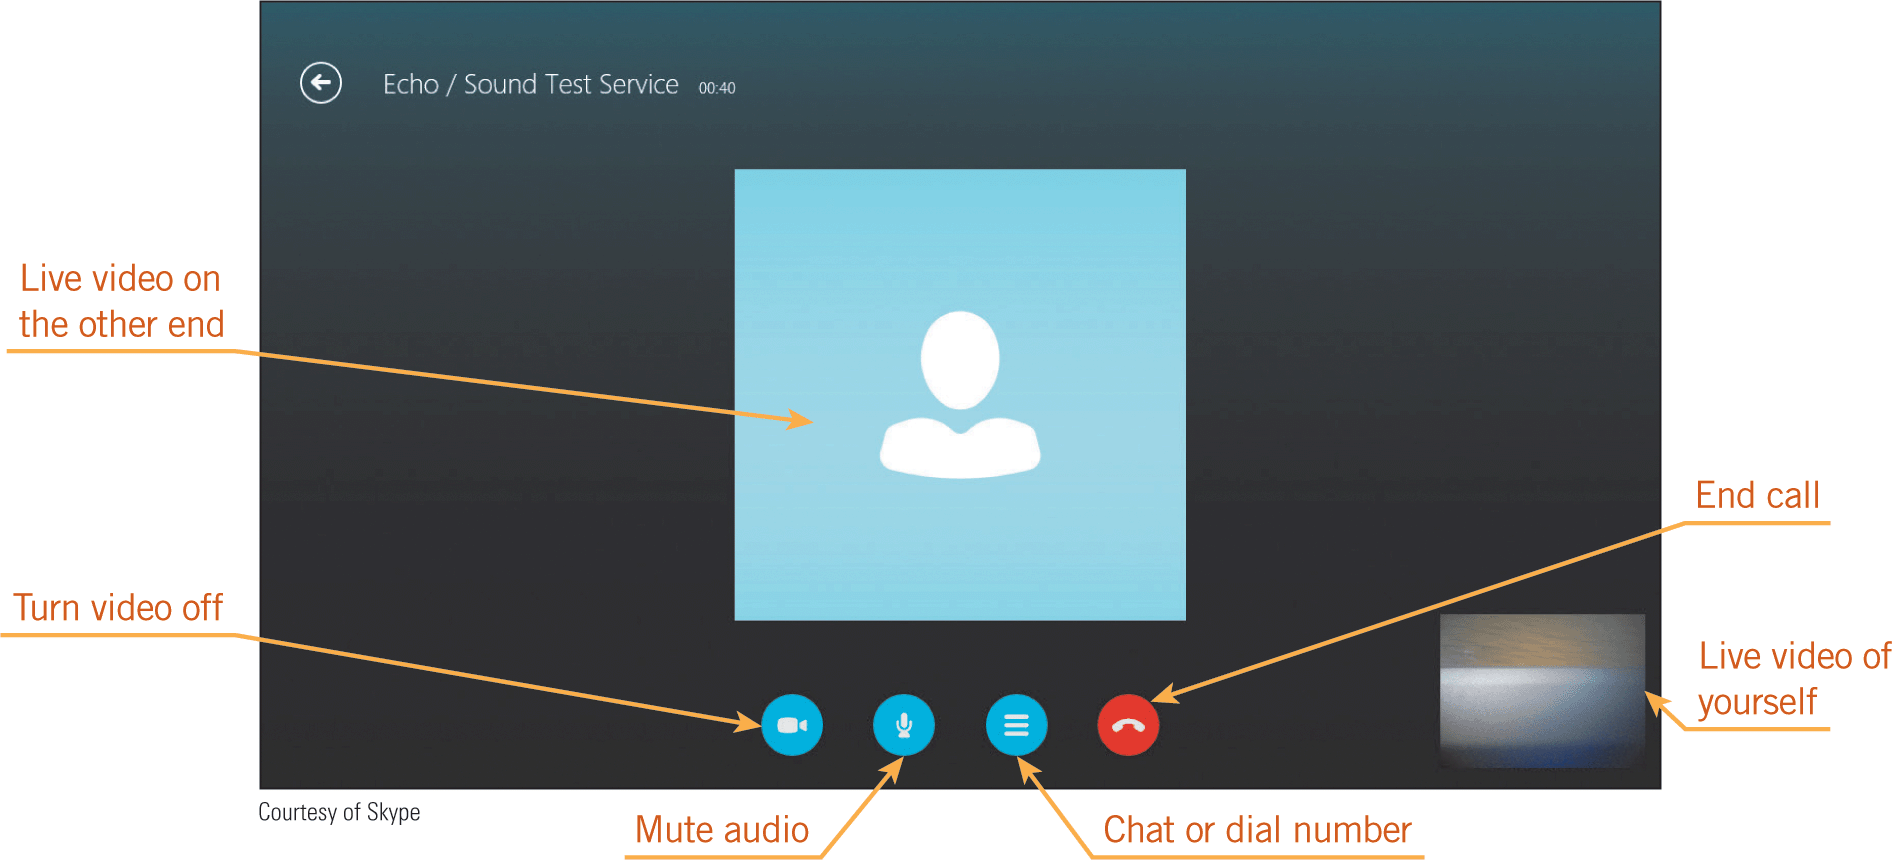 Echo / Sound Test Service 00:40
Live video on
the other end
End call
Turn video off
Live video of
yourself
Mute audio
Chat or dial number
Courtesy of Skype